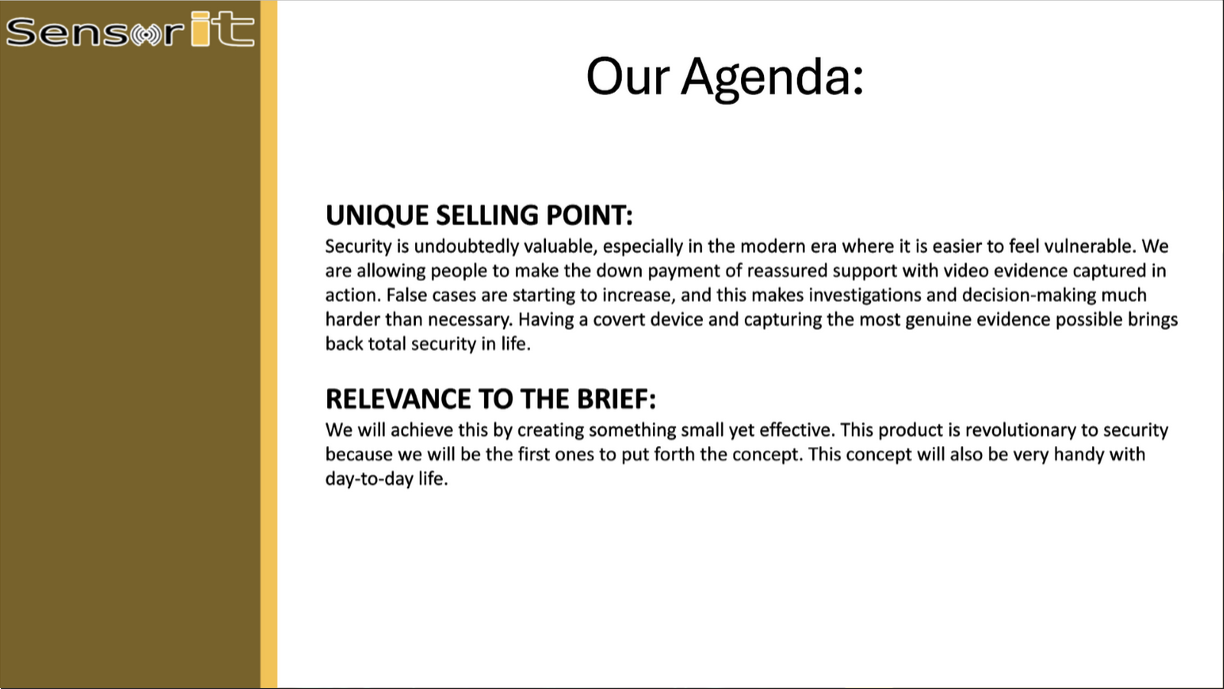 Sensor it
Our Agenda:
UNIQUE SELLING POINT:
Security is undoubtedly valuable, especially in the modern era where it is easier to feel vulnerable. We
are allowing people to make the down payment of reassured support with video evidence captured in
action. False cases are starting to increase, and this makes investigations and decision-making much
harder than necessary. Having a covert device and capturing the most genuine evidence possible brings
back total security in life.
RELEVANCE TO THE BRIEF:
We will achieve this by creating something small yet effective. This product is revolutionary to security
because we will be the first ones to put forth the concept. This concept will also be very handy with
day-to-day life.